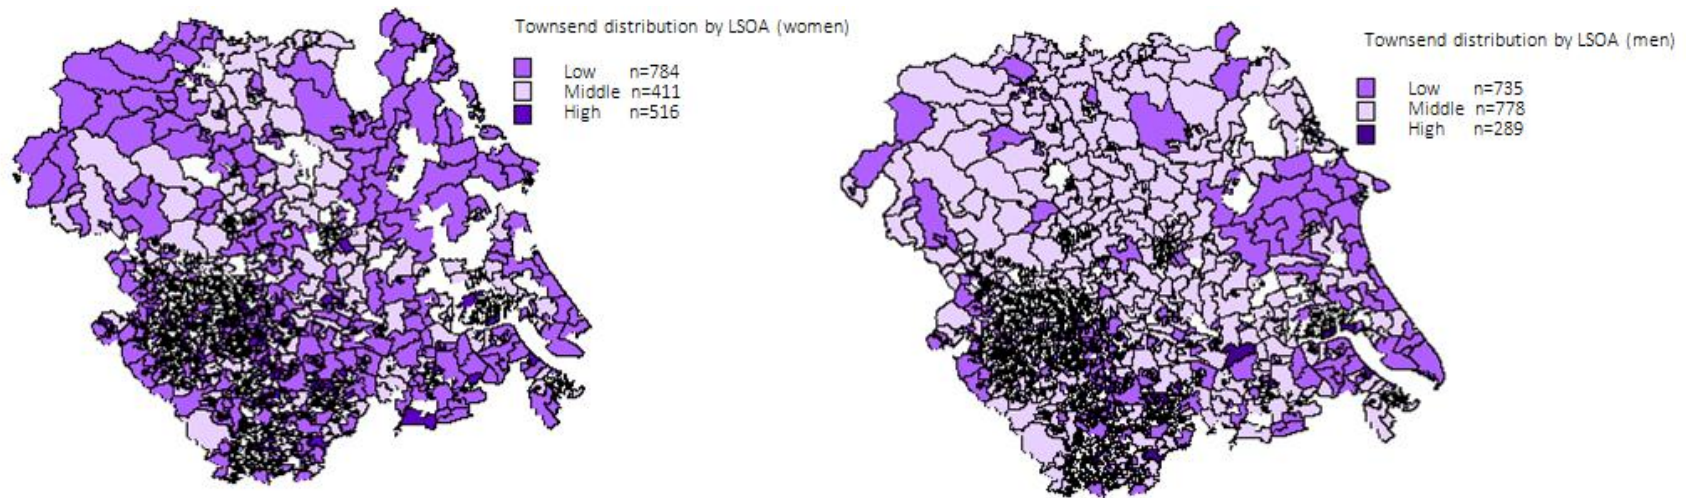 Townsend distribution by LSOA (women)
Low n=784
Middle n=411
High n=516
Townsend distribution by LSOA (men)
Low n=735
Middle n=778
High n=289